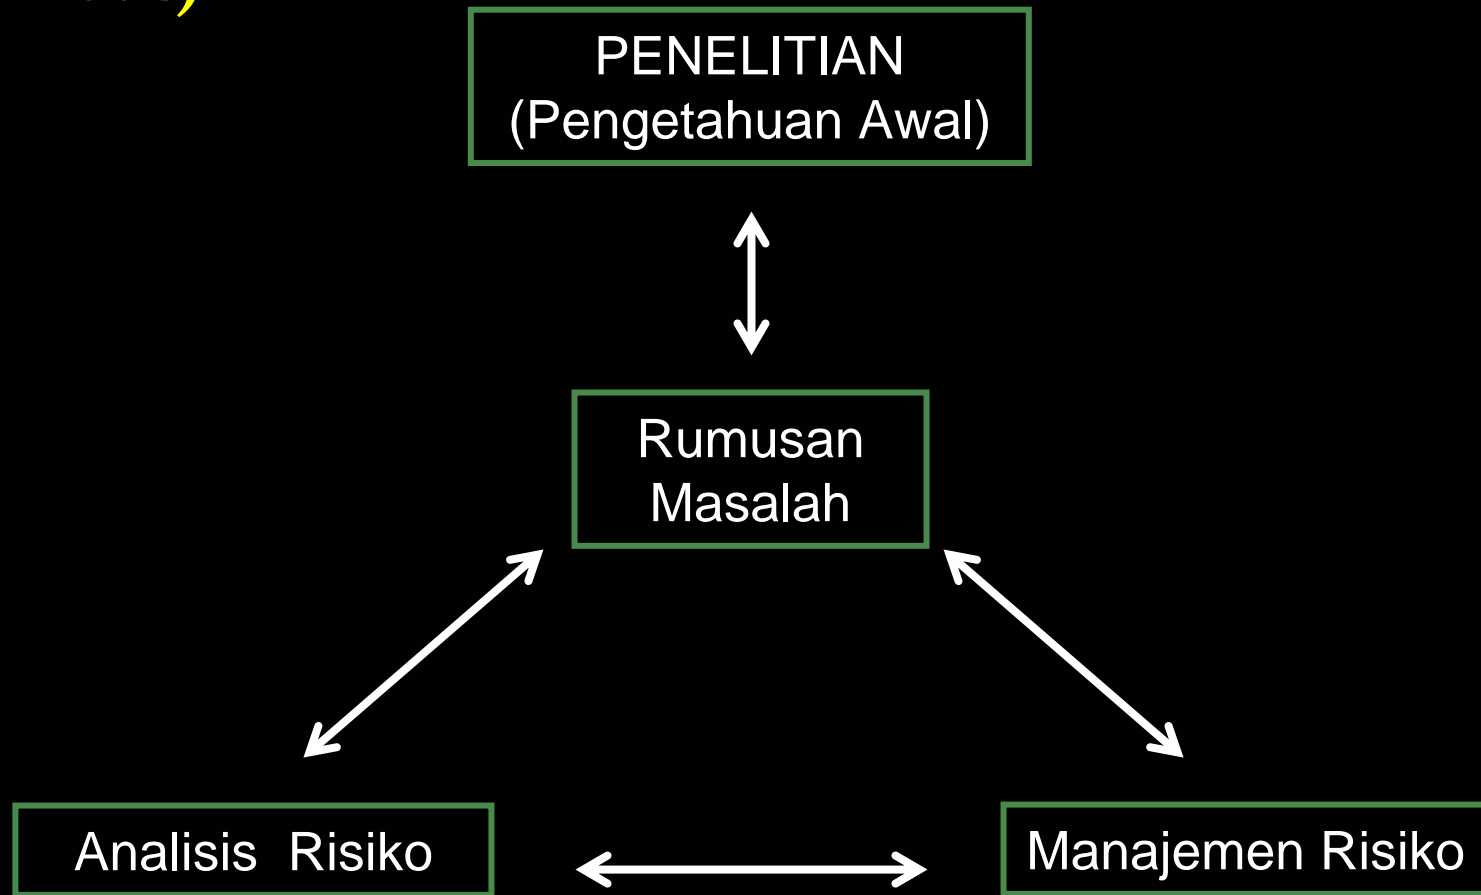 PENELITIAN
(Pengetahuan Awal)
Rumusan
Masalah
Analisis Risiko
Manajemen Risiko